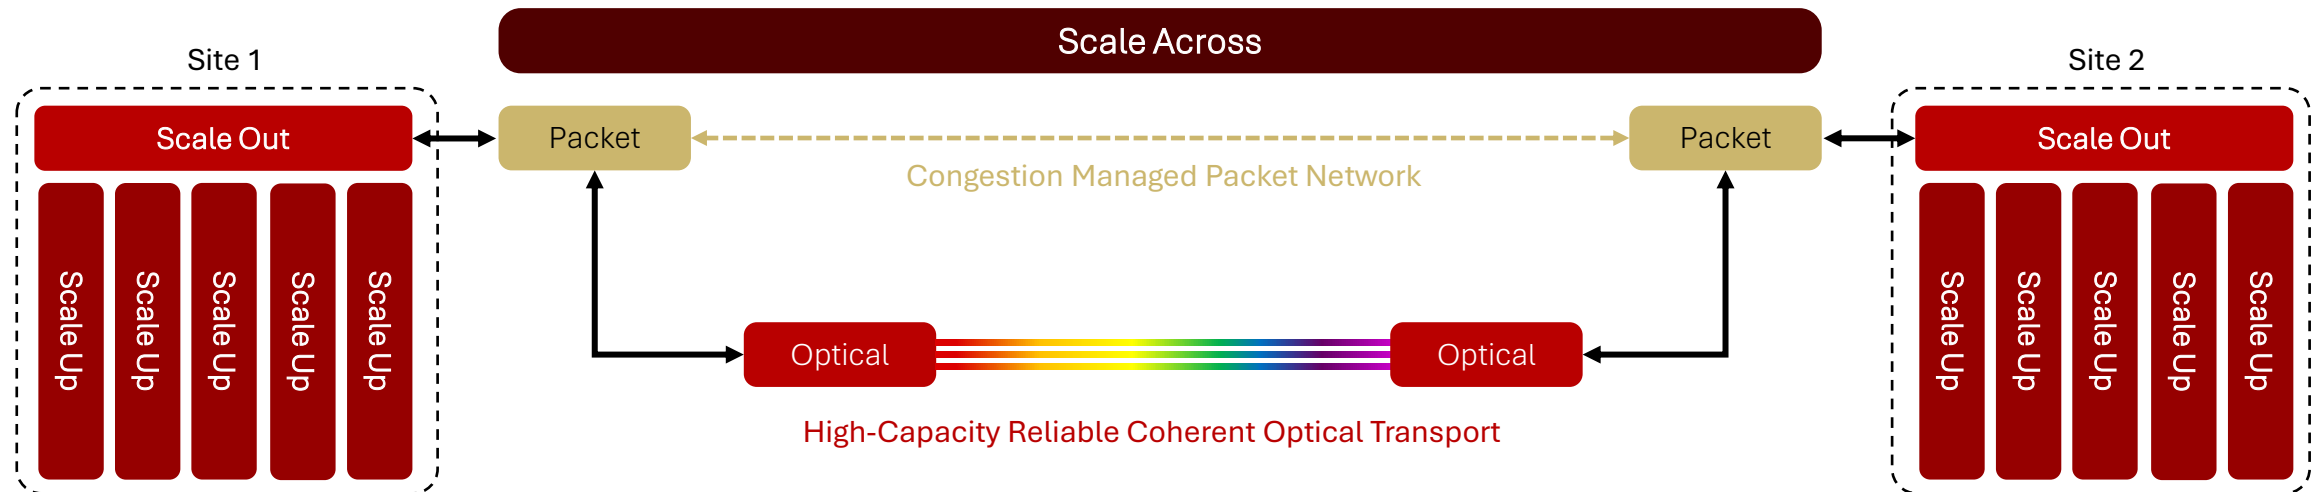 Scale Across
Site 1
Site 2
Scale Out
Packet
Packet
Scale Out
Congestion Managed Packet Network
Scale Up
Scale Up
Scale Up
Scale Up
Scale Up
Scale Up
Scale Up
Scale Up
Scale Up
Scale Up
Optical
Optical
High-Capacity Reliable Coherent Optical Transport